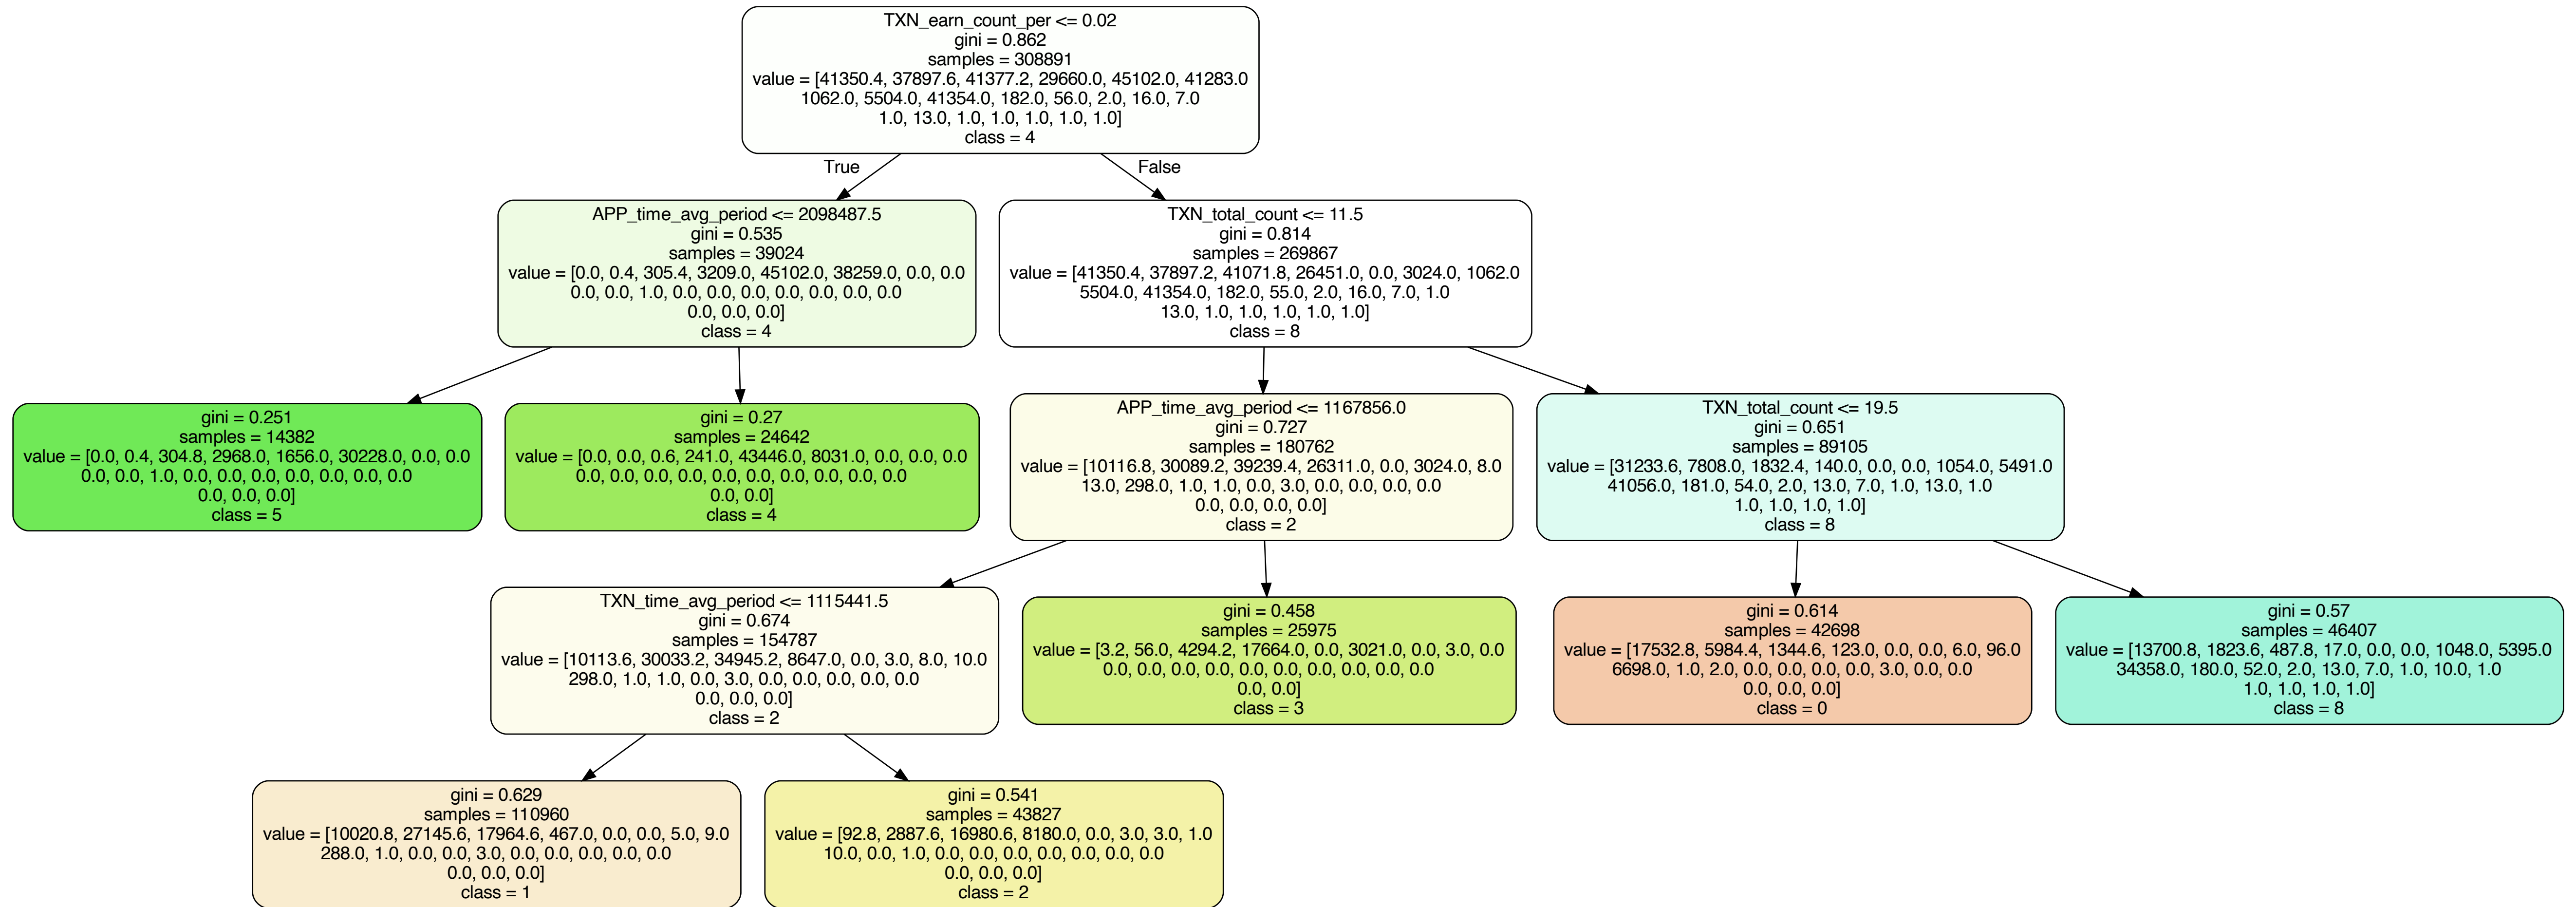 TXN_earn_count_per <= 0.02
gini = 0.862
samples = 308891
value = [41350.4, 37897.6, 41377.2, 29660.0, 45102.0, 41283.0
1062.0, 5504.0, 41354.0, 182.0, 56.0, 2.0, 16.0, 7.0
1.0, 13.0, 1.0, 1.0, 1.0, 1.0, 1.0]
class = 4
True
False
APP_time_avg_period <= 2098487.5
gini = 0.535
samples = 39024
value = [0.0, 0.4, 305.4, 3209.0, 45102.0, 38259.0, 0.0, 0.0
0.0, 0.0, 1.0, 0.0, 0.0, 0.0, 0.0, 0.0, 0.0, 0.0
0.0, 0.0, 0.0]
class = 4
TXN_total_count <= 11.5
gini = 0.814
samples = 269867
value = [41350.4, 37897.2, 41071.8, 26451.0, 0.0, 3024.0, 1062.0
5504.0, 41354.0, 182.0, 55.0, 2.0, 16.0, 7.0, 1.0
13.0, 1.0, 1.0, 1.0, 1.0, 1.0]
class = 8
gini = 0.251
samples = 14382
value = [0.0, 0.4, 304.8, 2968.0, 1656.0, 30228.0, 0.0, 0.0
0.0, 0.0, 1.0, 0.0, 0.0, 0.0, 0.0, 0.0, 0.0, 0.0
0.0, 0.0, 0.0]
class = 5
gini = 0.27
samples = 24642
value = [0.0, 0.0, 0.6, 241.0, 43446.0, 8031.0, 0.0, 0.0, 0.0
0.0, 0.0, 0.0, 0.0, 0.0, 0.0, 0.0, 0.0, 0.0, 0.0
0.0, 0.0]
class = 4
APP_time_avg_period <= 1167856.0
gini = 0.727
samples = 180762
value = [10116.8, 30089.2, 39239.4, 26311.0, 0.0, 3024.0, 8.0
13.0, 298.0, 1.0, 1.0, 0.0, 3.0, 0.0, 0.0, 0.0, 0.0
0.0, 0.0, 0.0, 0.0]
class = 2
TXN_total_count <= 19.5
gini = 0.651
samples = 89105
value = [31233.6, 7808.0, 1832.4, 140.0, 0.0, 0.0, 1054.0, 5491.0
41056.0, 181.0, 54.0, 2.0, 13.0, 7.0, 1.0, 13.0, 1.0
1.0, 1.0, 1.0, 1.0]
class = 8
TXN_time_avg_period <= 1115441.5
gini = 0.674
samples = 154787
value = [10113.6, 30033.2, 34945.2, 8647.0, 0.0, 3.0, 8.0, 10.0
298.0, 1.0, 1.0, 0.0, 3.0, 0.0, 0.0, 0.0, 0.0, 0.0
0.0, 0.0, 0.0]
class = 2
gini = 0.458
samples = 25975
value = [3.2, 56.0, 4294.2, 17664.0, 0.0, 3021.0, 0.0, 3.0, 0.0
0.0, 0.0, 0.0, 0.0, 0.0, 0.0, 0.0, 0.0, 0.0, 0.0
0.0, 0.0]
class = 3
gini = 0.614
samples = 42698
value = [17532.8, 5984.4, 1344.6, 123.0, 0.0, 0.0, 6.0, 96.0
6698.0, 1.0, 2.0, 0.0, 0.0, 0.0, 0.0, 3.0, 0.0, 0.0
0.0, 0.0, 0.0]
class = 0
gini = 0.57
samples = 46407
value = [13700.8, 1823.6, 487.8, 17.0, 0.0, 0.0, 1048.0, 5395.0
34358.0, 180.0, 52.0, 2.0, 13.0, 7.0, 1.0, 10.0, 1.0
1.0, 1.0, 1.0, 1.0]
class = 8
gini = 0.629
samples = 110960
value = [10020.8, 27145.6, 17964.6, 467.0, 0.0, 0.0, 5.0, 9.0
288.0, 1.0, 0.0, 0.0, 3.0, 0.0, 0.0, 0.0, 0.0, 0.0
0.0, 0.0, 0.0]
class = 1
gini = 0.541
samples = 43827
value = [92.8, 2887.6, 16980.6, 8180.0, 0.0, 3.0, 3.0, 1.0
10.0, 0.0, 1.0, 0.0, 0.0, 0.0, 0.0, 0.0, 0.0, 0.0
0.0, 0.0, 0.0]
class = 2